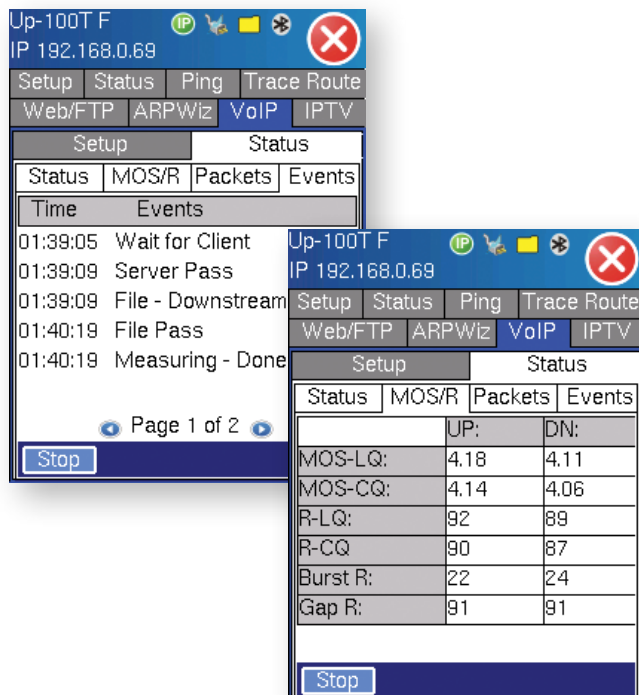 Up-100T F IP
IP 192.168.0.69
Setup Status Ping Trace Route
Web/FTP ARPWiz VoIP IPTV
Setup Status
Status MOS/R Packets Events
Time Events
01:39:05 Wait for Client
01:39:09 Server Pass
01:39:09 File - Downstream
01:40:19 File Pass
01:40:19 Measuring - Done
Page 1 of 2
Stop
Up-100T F IP
IP 192.168.0.69
Setup Status Ping Trace Route
Web/FTP ARPWiz VoIP IPTV
Setup Status
Status MOS/R Packets Events
UP: DN:
MOS-LQ: 4.18 4.11
MOS-CQ: 4.14 4.06
R-LQ: 92 89
R-CQ 90 87
Burst R: 22 24
Gap R: 91 91
Stop